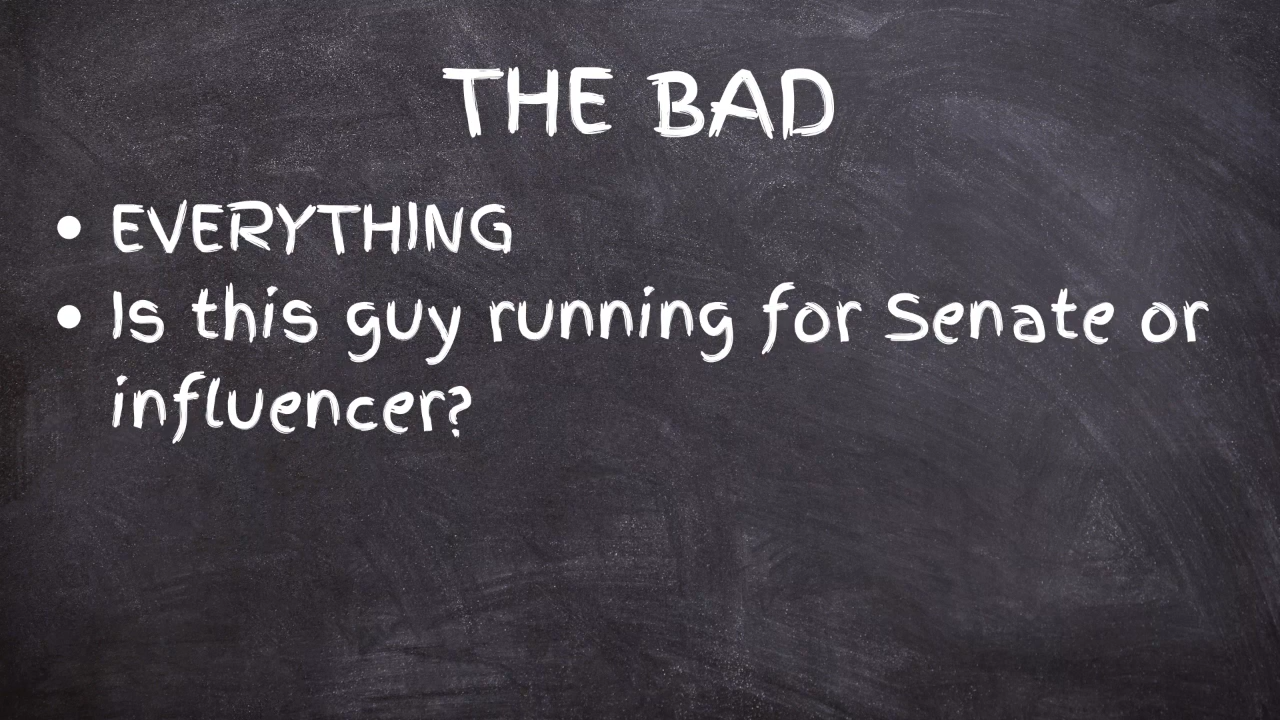 THE BAD
• EVERYTHING
• Is this guy running for Senate or
influencer?